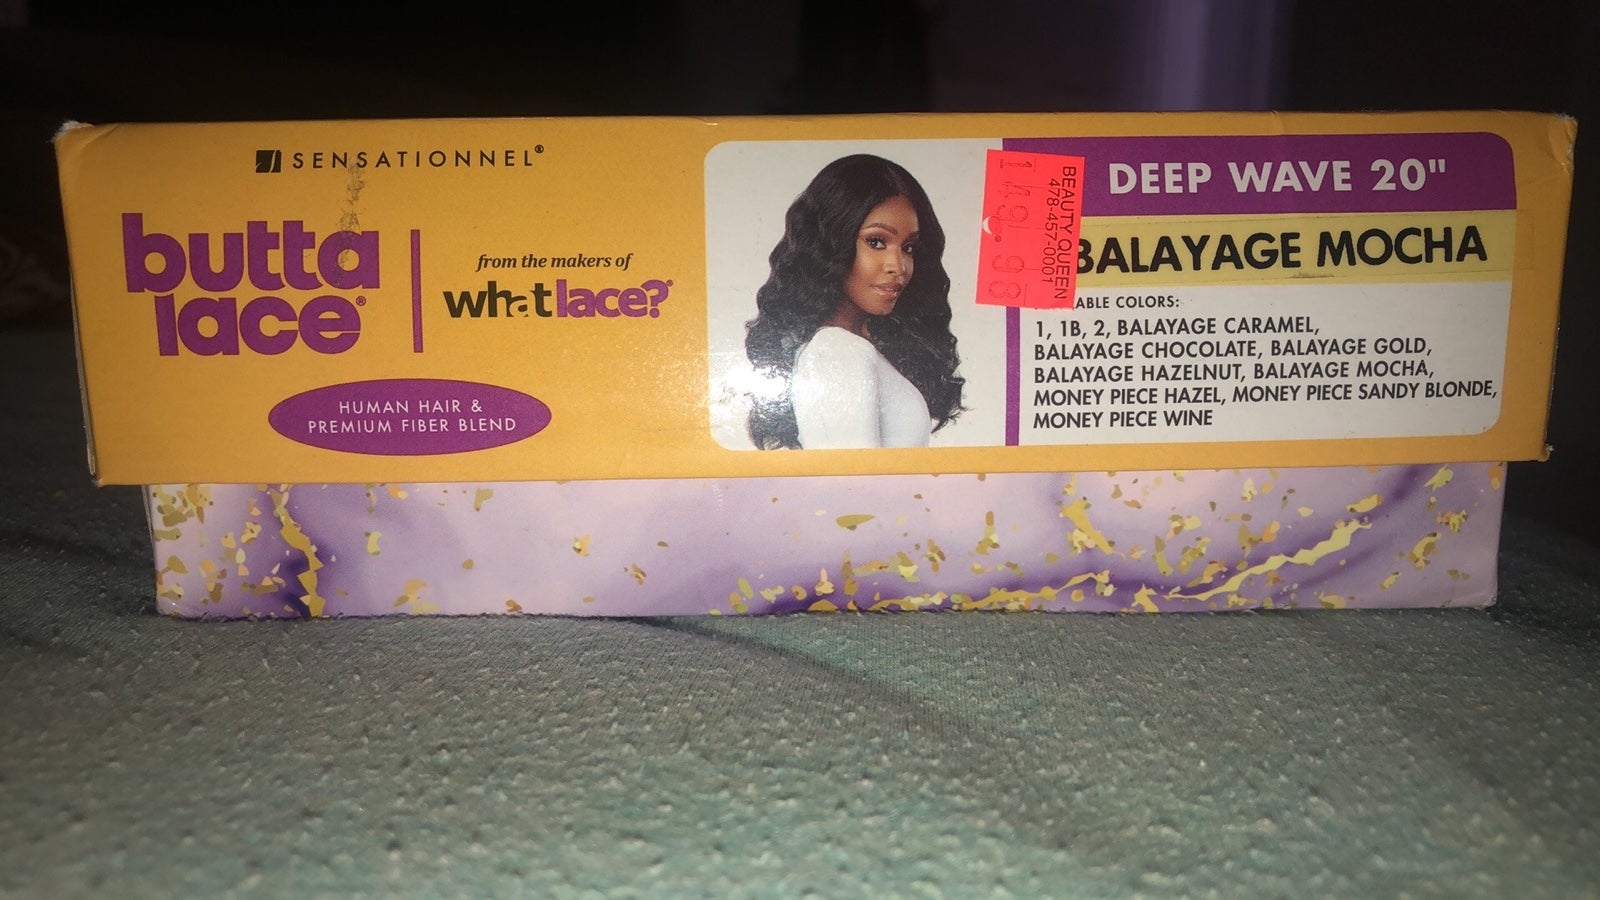 SENSATIONNEL®
butta
lace®
from the makers of
whatlace?®
HUMAN HAIR &
PREMIUM FIBER BLEND
BEAUTY QUEEN
478-457-0001
DEEP WAVE 20"
BALAYAGE MOCHA
ABLE COLORS:
1, 1B, 2, BALAYAGE CARAMEL,
BALAYAGE CHOCOLATE, BALAYAGE GOLD,
BALAYAGE HAZELNUT, BALAYAGE MOCHA,
MONEY PIECE HAZEL, MONEY PIECE SANDY BLONDE,
MONEY PIECE WINE